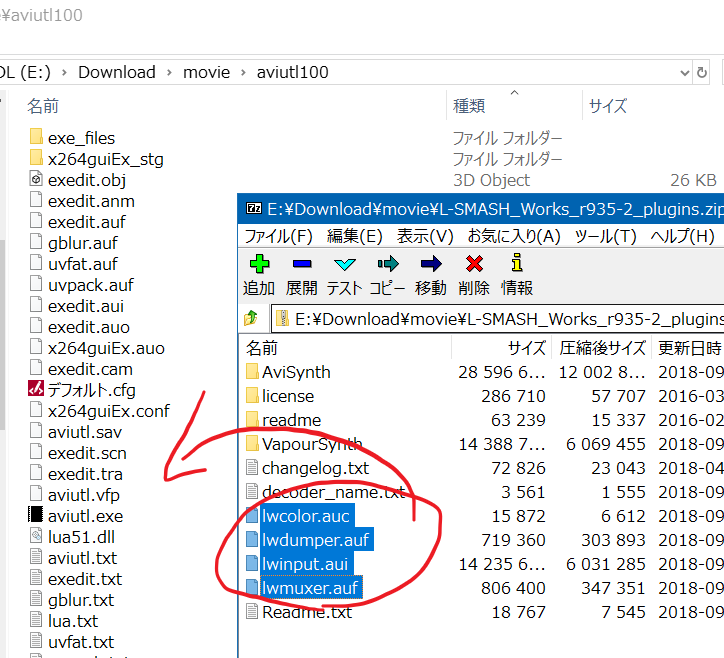 ¥aviutl100
OL (E:) › Download › movie › aviutl100
名前 種類 サイズ
exe_files ファイル フォルダー
x264guiEx_stg ファイル フォルダー
exedit.obj 3D Object 26 KB
exedit.anm
exedit.auf
gblur.auf
uvfat.auf
uvpack.auf
exedit.aui
exedit.auo
x264guiEx.auo
exedit.cam
デフォルト.cfg
x264guiEx.conf
aviutl.sav
exedit.scn
exedit.tra
aviutl.vfp
aviutl.exe
lua51.dll
aviutl.txt
exedit.txt
gblur.txt
lua.txt
uvfat.txt
7z E:¥Download¥movie¥L-SMASH_Works_r935-2_plugins.zip
ファイル(F) 編集(E) 表示(V) お気に入り(A) ツール(T) ヘルプ(H)
追加 展開 テスト コピー 移動 削除 情報
E:¥Download¥movie¥L-SMASH_Works_r935-2_plugins
名前 サイズ 圧縮後サイズ 更新日時
AviSynth 28 596 6... 12 002 8... 2018-09
license 286 710 57 707 2016-03
readme 63 239 15 337 2016-09
VapourSynth 14 388 7... 6 069 455 2018-09
changelog.txt 72 826 23 043 2018-04
decoder_name.txt 3 561 1 555 2018-09
lwcolor.auc 15 872 6 612 2018-09
lwdumper.auf 719 360 303 893 2018-09
lwinput.aui 14 235 6... 6 031 285 2018-09
lwmuxer.auf 806 400 347 351 2018-09
Readme.txt 18 767 7 545 2018-09